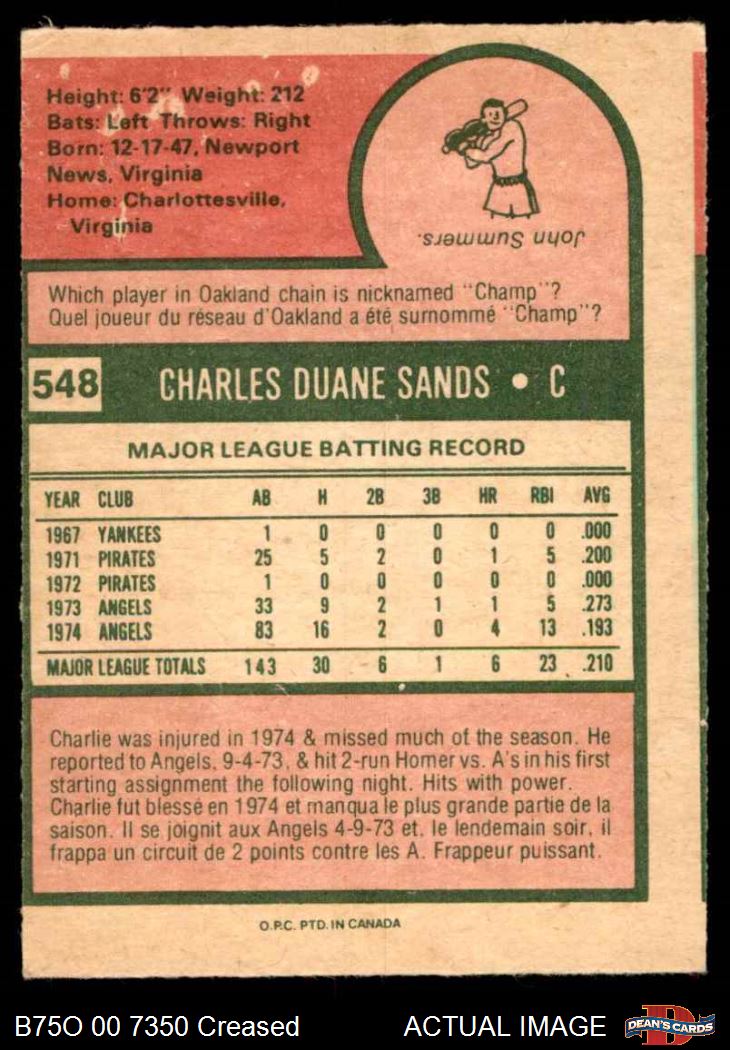 Height: 6'2" Weight: 212
Bats: Left Throws: Right
Born: 12-17-47, Newport
News, Virginia
Home: Charlottesville,
Virginia
John Summers.
Which player in Oakland chain is nicknamed "Champ"?
Quel joueur du réseau d'Oakland a été surnommé "Champ"?
548 CHARLES DUANE SANDS • C
MAJOR LEAGUE BATTING RECORD
YEAR CLUB AB H 2B 3B HR RBI AVG
1967 YANKEES 1 0 0 0 0 0 .000
1971 PIRATES 25 5 2 0 1 5 .200
1972 PIRATES 1 0 0 0 0 0 .000
1973 ANGELS 33 9 2 1 1 5 .273
1974 ANGELS 83 16 2 0 4 13 .193
MAJOR LEAGUE TOTALS 143 30 6 1 6 23 .210
Charlie was injured in 1974 & missed much of the season. He
reported to Angels, 9-4-73, & hit 2-run Homer vs. A's in his first
starting assignment the following night. Hits with power.
Charlie fut blessé en 1974 et manqua le plus grande partie de la
saison. Il se joignit aux Angels 4-9-73 et, le lendemain soir, il
frappa un circuit de 2 points contre les A. Frappeur puissant.
O.P.C. PTD. IN CANADA
B75O 00 7350 Creased ACTUAL IMAGE
D
DEAN'S CARDS